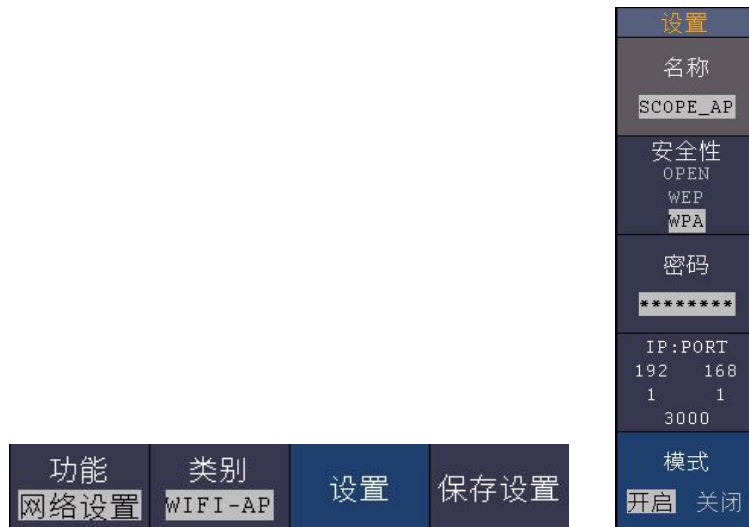 设置
名称
SCOPE_AP
安全性
OPEN
WEP
WPA
密码
********
IP:PORT
192 168
1 1
3000
模式
开启 关闭
功能 类别 设置 保存设置
网络设置 WIFI-AP